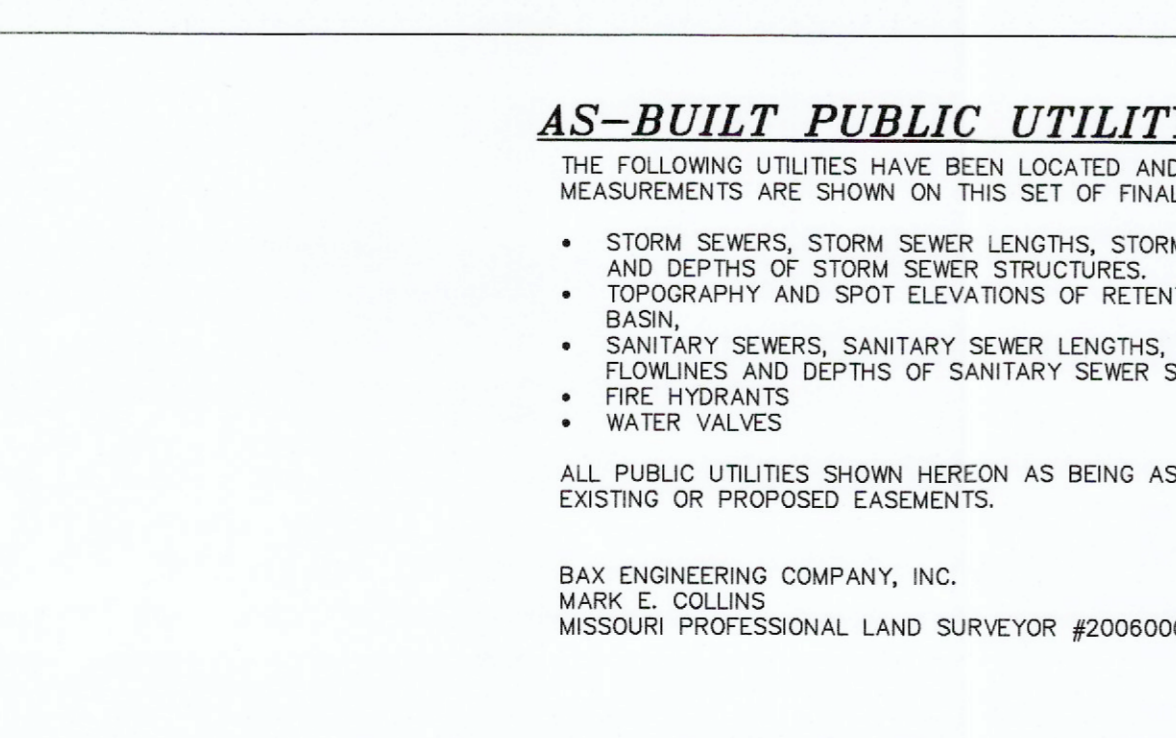 AS-BUILT PUBLIC UTILIT
THE FOLLOWING UTILITIES HAVE BEEN LOCATED AND
MEASUREMENTS ARE SHOWN ON THIS SET OF FINAL
• STORM SEWERS, STORM SEWER LENGTHS, STORM
AND DEPTHS OF STORM SEWER STRUCTURES.
• TOPOGRAPHY AND SPOT ELEVATIONS OF RETENT
BASIN,
• SANITARY SEWERS, SANITARY SEWER LENGTHS,
FLOWLINES AND DEPTHS OF SANITARY SEWER S
• FIRE HYDRANTS
• WATER VALVES
ALL PUBLIC UTILITIES SHOWN HEREON AS BEING AS
EXISTING OR PROPOSED EASEMENTS.
BAX ENGINEERING COMPANY, INC.
MARK E. COLLINS
MISSOURI PROFESSIONAL LAND SURVEYOR #200600